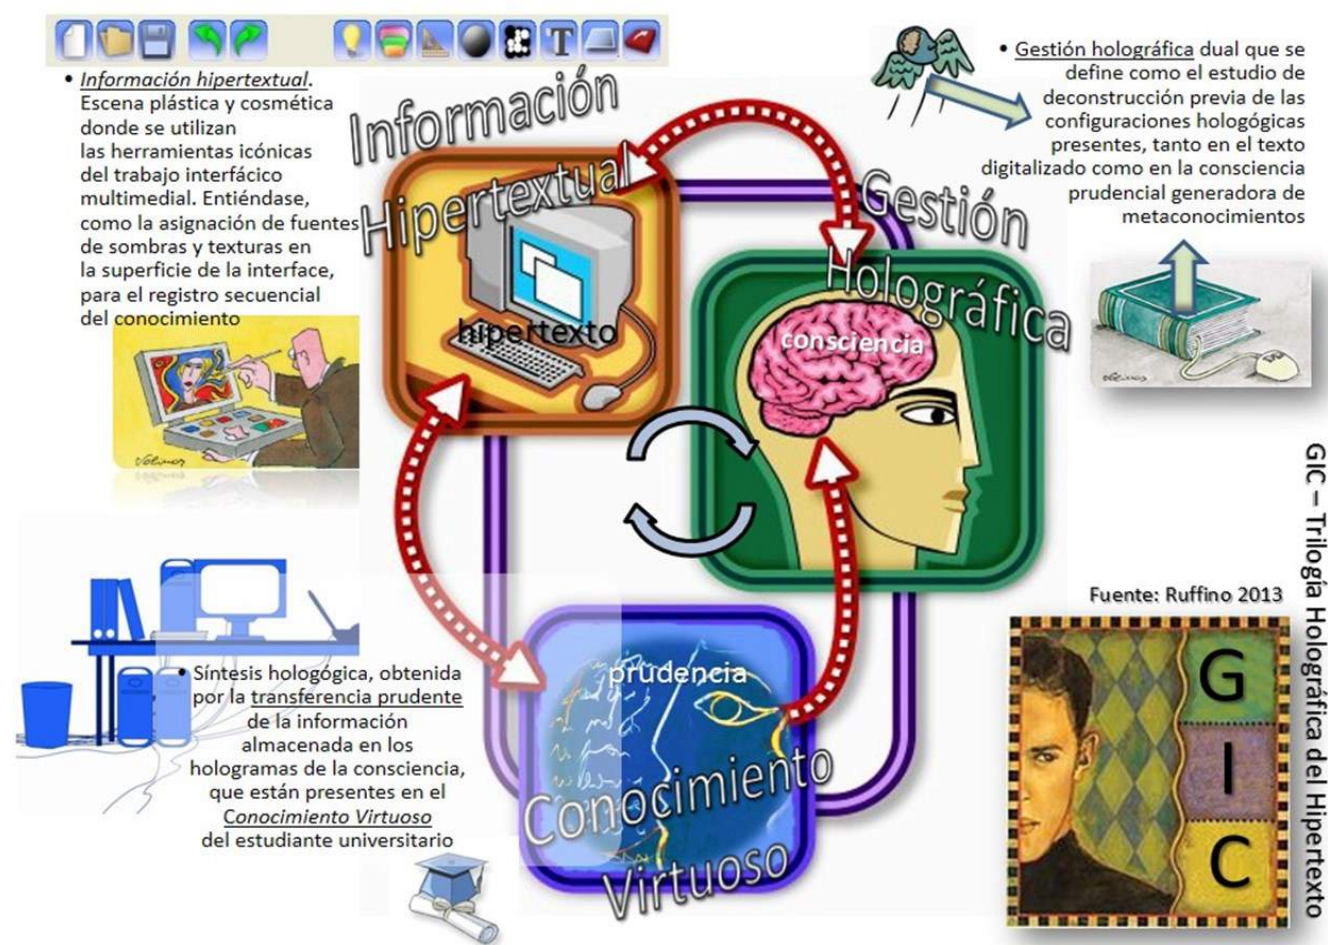 • Información hipertextual.
Escena plástica y cosmética
donde se utilizan
las herramientas icónicas
del trabajo interfácico
multimedial. Entiéndase,
como la asignación de fuentes
de sombras y texturas en
la superficie de la interface,
para el registro secuencial
del conocimiento
Información
Hipertextual
hipertexto
• Gestión holográfica dual que se
define como el estudio de
deconstrucción previa de las
configuraciones hologógicas
presentes, tanto en el texto
digitalizado como en la consciencia
prudencial generadora de
metaconocimientos
Gestión
Holográfica
consciencia
• Síntesis hologógica, obtenida
por la transferencia prudente
de la información
almacenada en los
hologramas de la consciencia,
que están presentes en el
Conocimiento Virtuoso
del estudiante universitario
prudencia
Conocimiento
Virtuoso
Fuente: Ruffino 2013
G
I
C
GIC – Trilogía Holográfica del Hipertexto
T